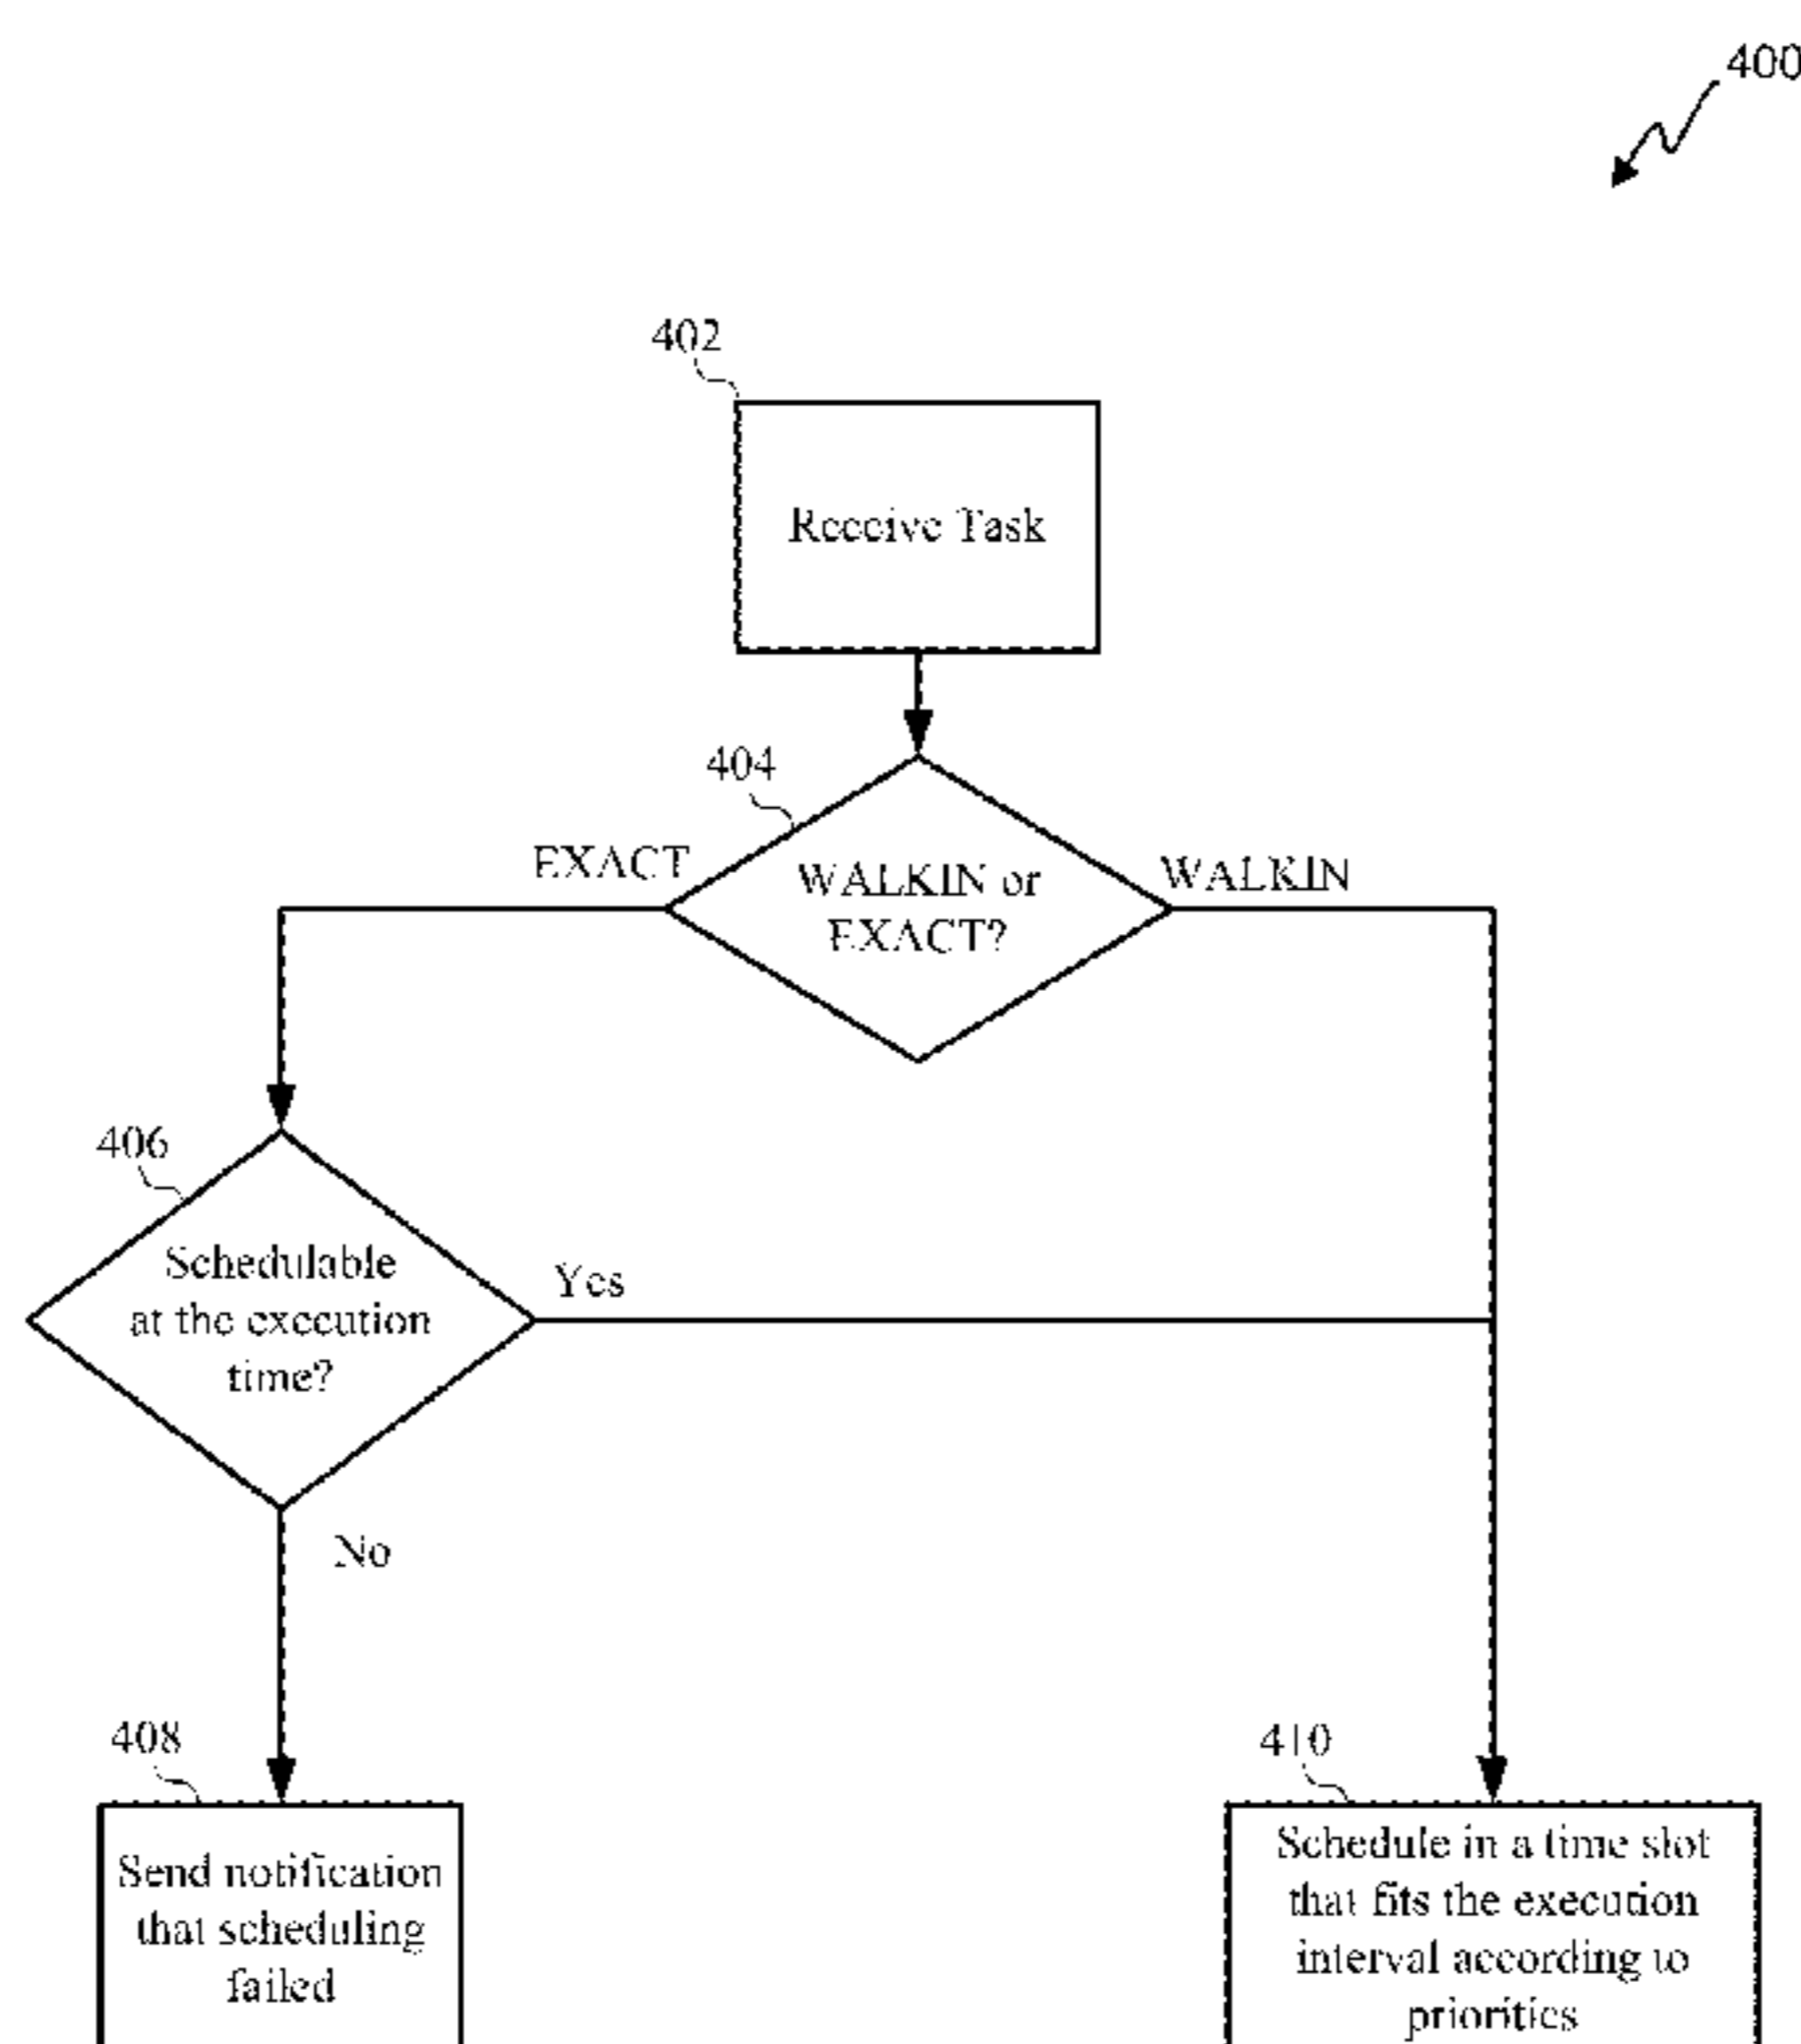 400
402
Receive Task
404
EXACT
WALKIN or
EXACT?
WALKIN
406
Schedulable
at the execution
time?
Yes
No
408
Send notification
that scheduling
failed
410
Schedule in a time slot
that fits the execution
interval according to
priorities